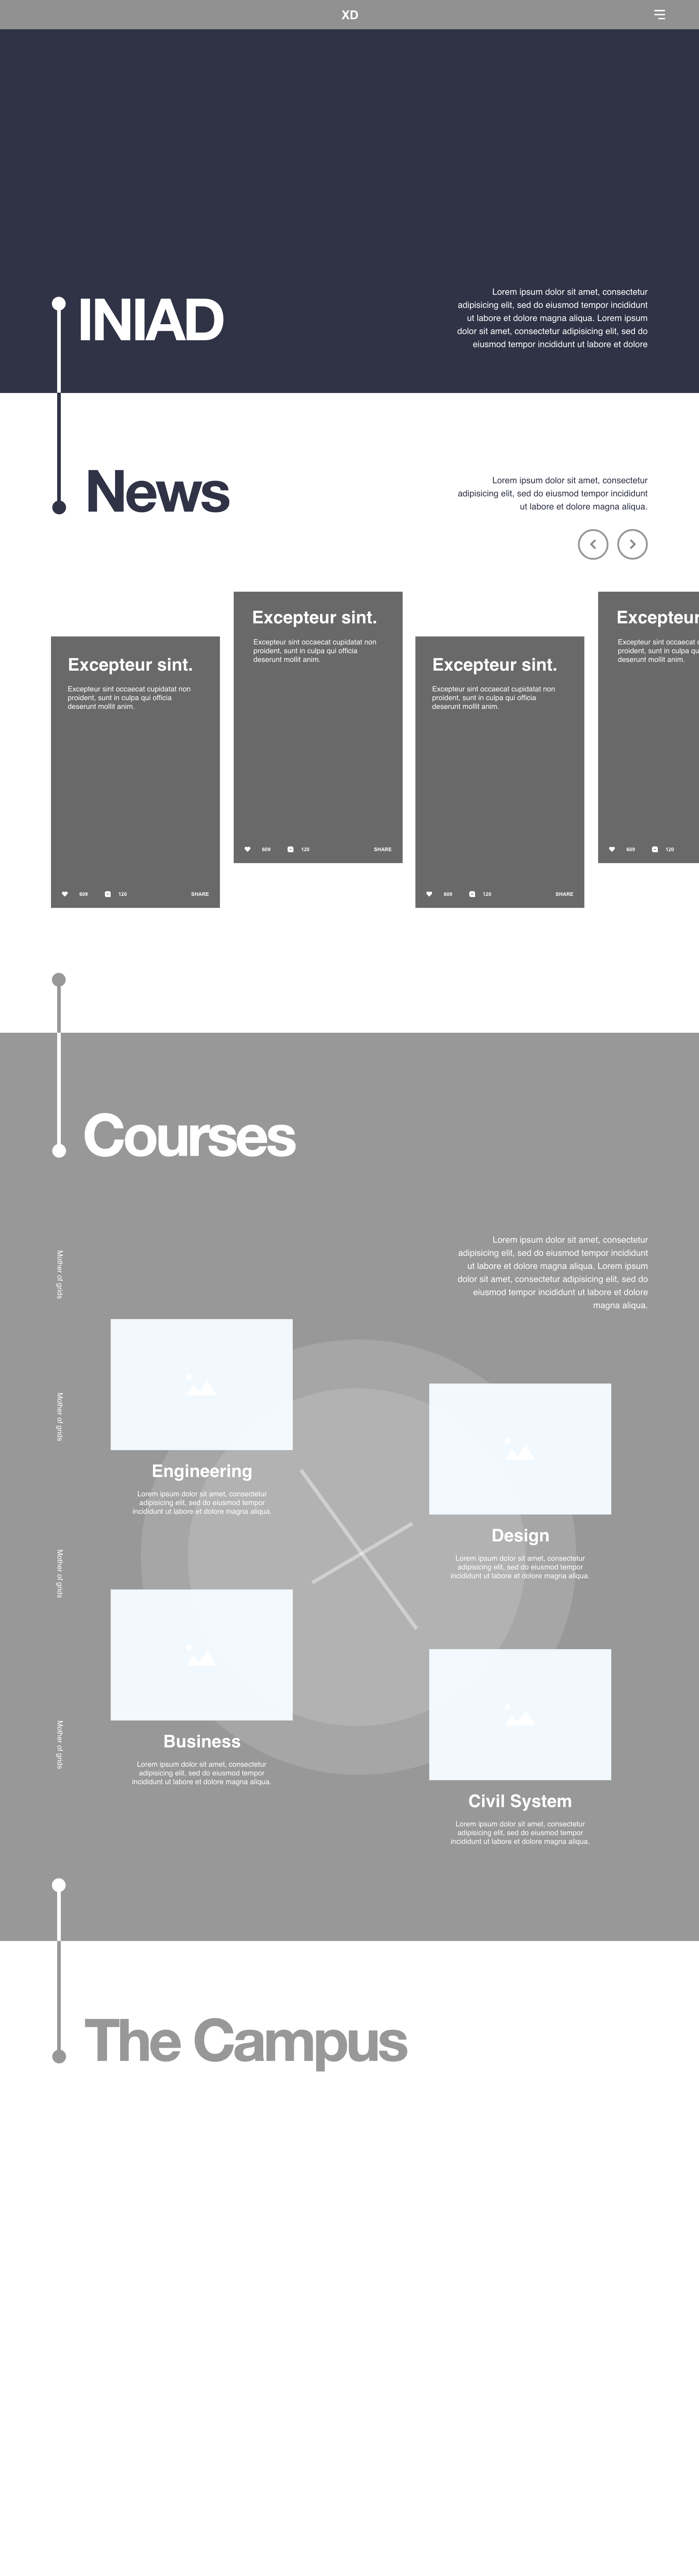 XD
INIAD
Lorem ipsum dolor sit amet, consectetur
adipisicing elit, sed do eiusmod tempor incididunt
ut labore et dolore magna aliqua. Lorem ipsum
dolor sit amet, consectetur adipisicing elit, sed do
eiusmod tempor incididunt ut labore et dolore
News
Lorem ipsum dolor sit amet, consectetur
adipisicing elit, sed do eiusmod tempor incididunt
ut labore et dolore magna aliqua.
Excepteur sint.
Excepteur sint occaecat cupidatat non
proident, sunt in culpa qui officia
deserunt mollit anim.
609 120 SHARE
Excepteur sint.
Excepteur sint occaecat cupidatat non
proident, sunt in culpa qui officia
deserunt mollit anim.
609 120 SHARE
Excepteur sint.
Excepteur sint occaecat cupidatat non
proident, sunt in culpa qui officia
deserunt mollit anim.
609 120 SHARE
Excepteur
Excepteur sint occaecat c
proident, sunt in culpa qu
deserunt mollit anim.
609 120
Courses
Lorem ipsum dolor sit amet, consectetur
adipisicing elit, sed do eiusmod tempor incididunt
ut labore et dolore magna aliqua. Lorem ipsum
dolor sit amet, consectetur adipisicing elit, sed do
eiusmod tempor incididunt ut labore et dolore
magna aliqua.
Mother of grids
Mother of grids
Mother of grids
Mother of grids
Engineering
Lorem ipsum dolor sit amet, consectetur
adipisicing elit, sed do eiusmod tempor
incididunt ut labore et dolore magna aliqua.
Design
Lorem ipsum dolor sit amet, consectetur
adipisicing elit, sed do eiusmod tempor
incididunt ut labore et dolore magna aliqua.
Business
Lorem ipsum dolor sit amet, consectetur
adipisicing elit, sed do eiusmod tempor
incididunt ut labore et dolore magna aliqua.
Civil System
Lorem ipsum dolor sit amet, consectetur
adipisicing elit, sed do eiusmod tempor
incididunt ut labore et dolore magna aliqua.
The Campus